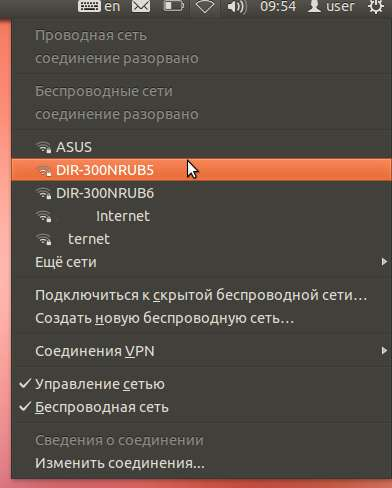 en 09:54 user
Проводная сеть
соединение разорвано
Беспроводные сети
соединение разорвано
ASUS
DIR-300NRUB5
DIR-300NRUB6
Internet
ternet
Ещё сети
Подключиться к скрытой беспроводной сети…
Создать новую беспроводную сеть…
Соединения VPN
Управление сетью
Беспроводная сеть
Сведения о соединении
Изменить соединения...